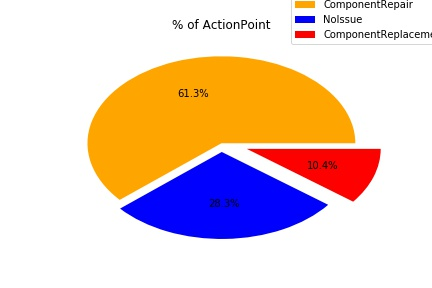 ComponentRepair
% of ActionPoint
NoIssue
ComponentReplaceme
61.3%
10.4%
28.3%